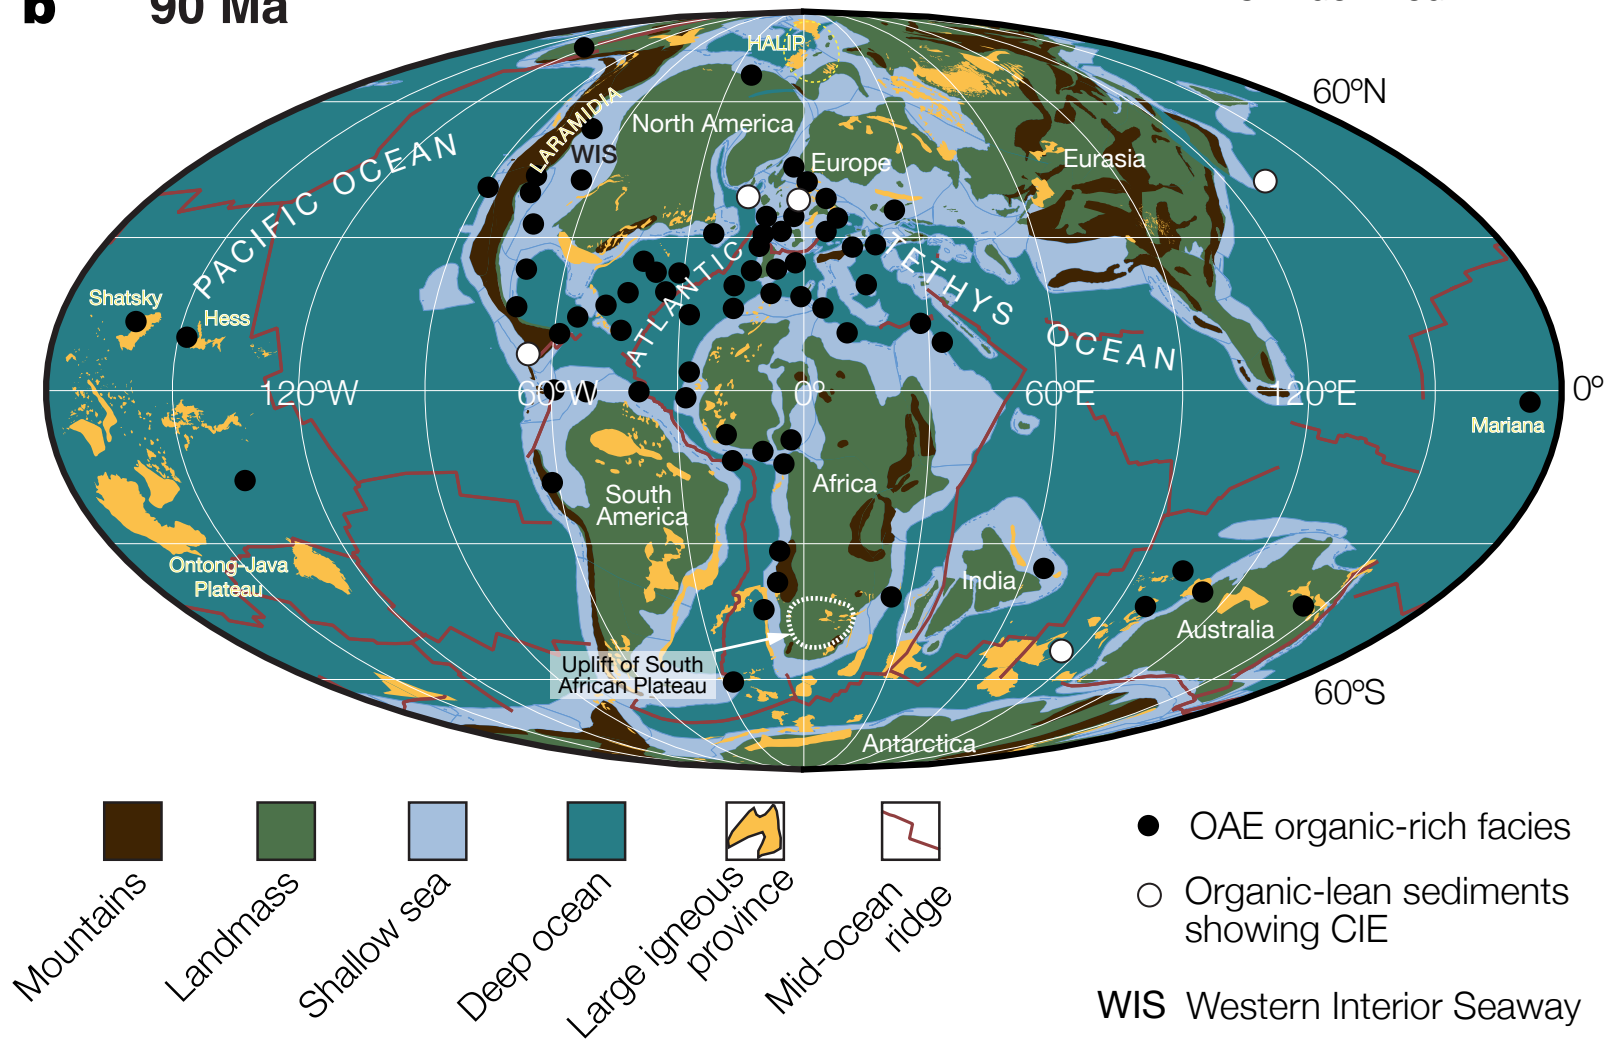 b 90 Ma
HALIP
60ºN
LARAMIDIA
North America
WIS
Europe
Eurasia
PACIFIC OCEAN
ATLANTIC
TETHYS OCEAN
Shatsky
Hess
120ºW
60ºW
0º
60ºE
120ºE
0º
Mariana
South
America
Africa
Ontong-Java
Plateau
India
Australia
Uplift of South
African Plateau
60ºS
Antarctica
Mountains
Landmass
Shallow sea
Deep ocean
Large igneous
province
Mid-ocean
ridge
OAE organic-rich facies
Organic-lean sediments
showing CIE
WIS Western Interior Seaway